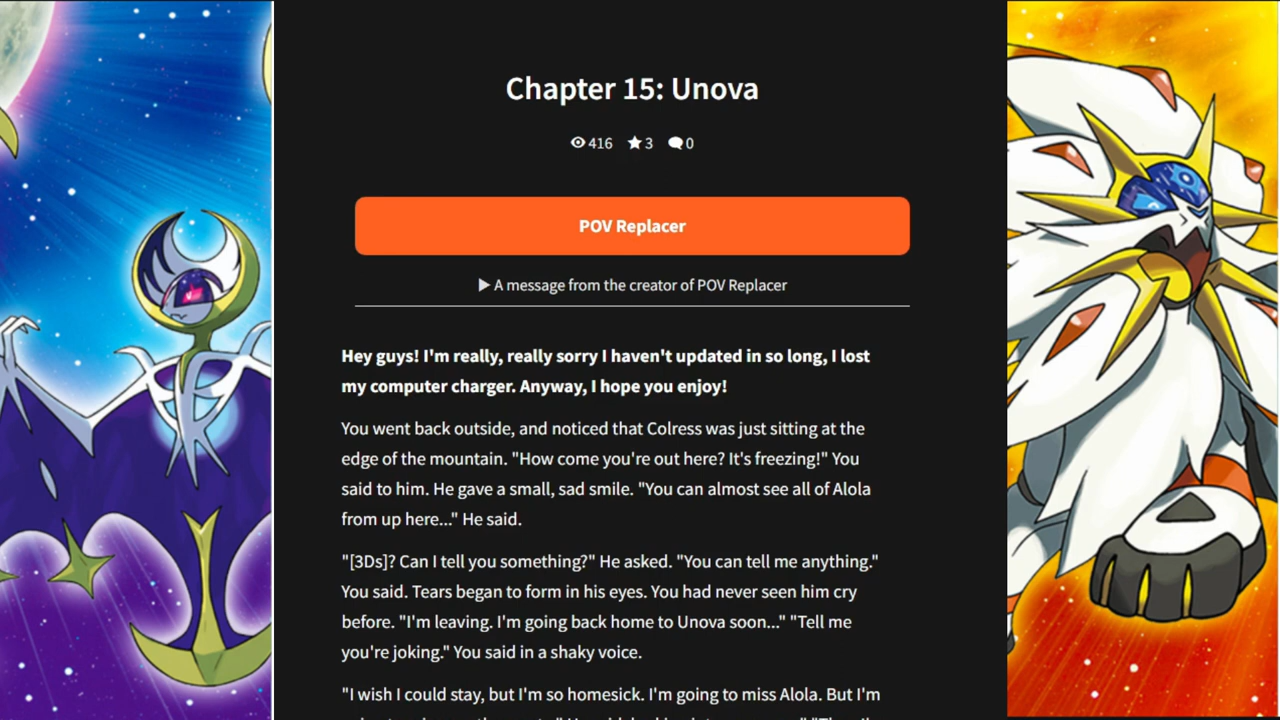 Chapter 15: Unova
416 3 0
POV Replacer
▶ A message from the creator of POV Replacer
Hey guys! I'm really, really sorry I haven't updated in so long, I lost
my computer charger. Anyway, I hope you enjoy!
You went back outside, and noticed that Colress was just sitting at the
edge of the mountain. "How come you're out here? It's freezing!" You
said to him. He gave a small, sad smile. "You can almost see all of Alola
from up here..." He said.
"[3Ds]? Can I tell you something?" He asked. "You can tell me anything."
You said. Tears began to form in his eyes. You had never seen him cry
before. "I'm leaving. I'm going back home to Unova soon..." "Tell me
you're joking." You said in a shaky voice.
"I wish I could stay, but I'm so homesick. I'm going to miss Alola. But I'm